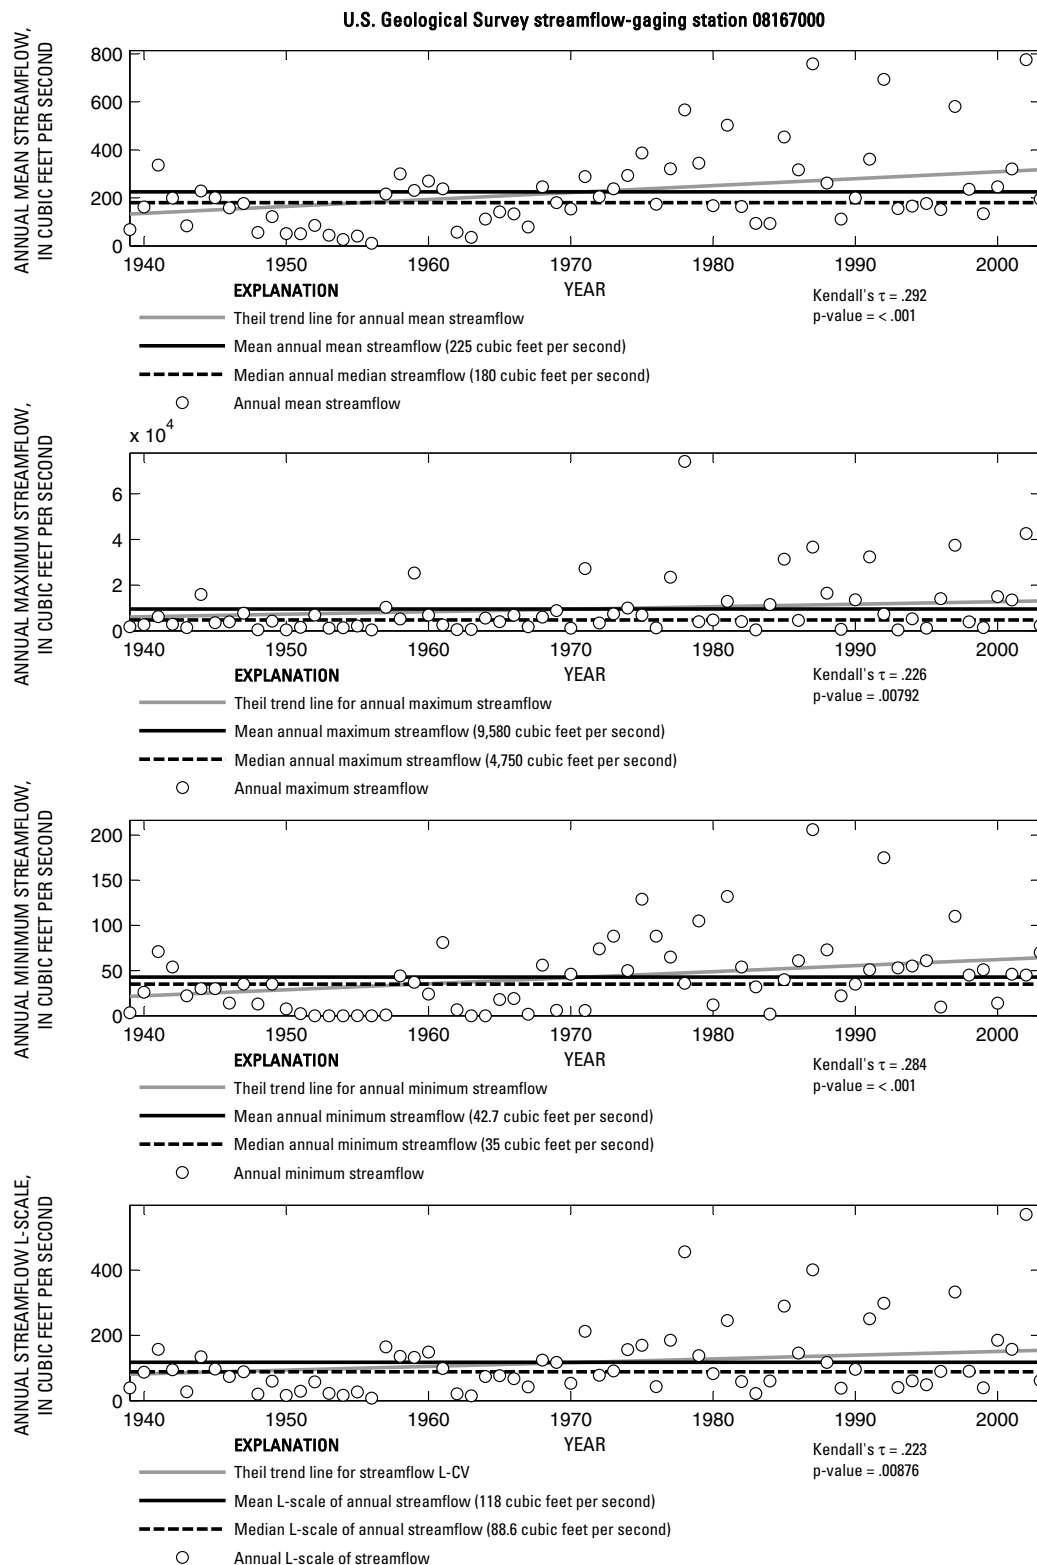 U.S. Geological Survey streamflow-gaging station 08167000
ANNUAL MEAN STREAMFLOW,
IN CUBIC FEET PER SECOND
800
600
400
200
0
1940 1950 1960 1970 1980 1990 2000
YEAR
EXPLANATION
Theil trend line for annual mean streamflow
Mean annual mean streamflow (225 cubic feet per second)
Median annual median streamflow (180 cubic feet per second)
Annual mean streamflow
Kendall's τ = .292
p-value = < .001
ANNUAL MAXIMUM STREAMFLOW,
IN CUBIC FEET PER SECOND
x 10^4
6
4
2
0
1940 1950 1960 1970 1980 1990 2000
YEAR
EXPLANATION
Theil trend line for annual maximum streamflow
Mean annual maximum streamflow (9,580 cubic feet per second)
Median annual maximum streamflow (4,750 cubic feet per second)
Annual maximum streamflow
Kendall's τ = .226
p-value = .00792
ANNUAL MINIMUM STREAMFLOW,
IN CUBIC FEET PER SECOND
200
150
100
50
0
1940 1950 1960 1970 1980 1990 2000
YEAR
EXPLANATION
Theil trend line for annual minimum streamflow
Mean annual minimum streamflow (42.7 cubic feet per second)
Median annual minimum streamflow (35 cubic feet per second)
Annual minimum streamflow
Kendall's τ = .284
p-value = < .001
ANNUAL STREAMFLOW L-SCALE,
IN CUBIC FEET PER SECOND
400
200
0
1940 1950 1960 1970 1980 1990 2000
YEAR
EXPLANATION
Theil trend line for streamflow L-CV
Mean L-scale of annual streamflow (118 cubic feet per second)
Median L-scale of annual streamflow (88.6 cubic feet per second)
Annual L-scale of streamflow
Kendall's τ = .223
p-value = .00876